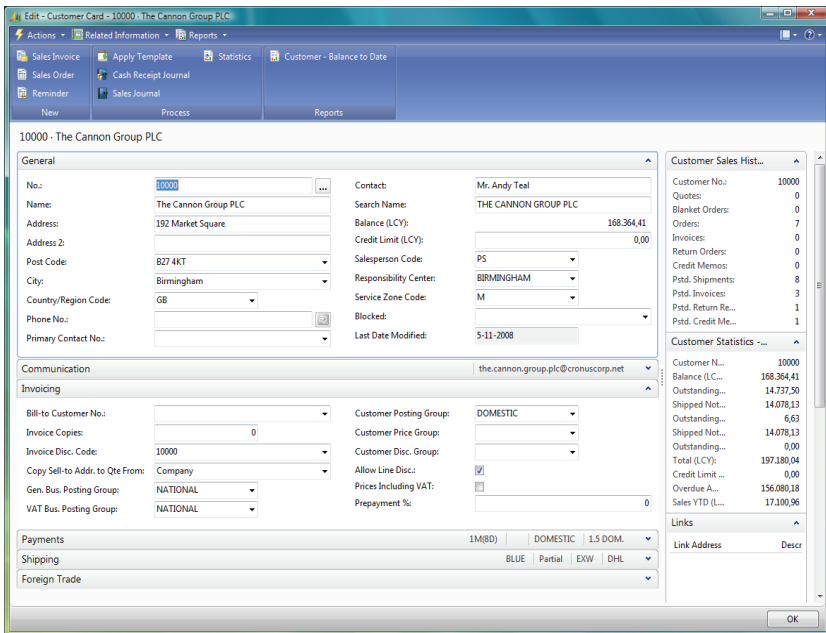 Edit - Customer Card - 10000 · The Cannon Group PLC
Actions Related Information Reports
Sales Invoice Apply Template Statistics Customer - Balance to Date
Sales Order Cash Receipt Journal
Reminder Sales Journal
New Process Reports
10000 · The Cannon Group PLC
General
No.: 10000 ... Contact: Mr. Andy Teal
Name: The Cannon Group PLC Search Name: THE CANNON GROUP PLC
Address: 192 Market Square Balance (LCY): 168.364,41
Address 2: Credit Limit (LCY): 0,00
Post Code: B27 4KT Salesperson Code: PS
City: Birmingham Responsibility Center: BIRMINGHAM
Country/Region Code: GB Service Zone Code: M
Phone No.: Blocked:
Primary Contact No.: Last Date Modified: 5-11-2008
Communication the.cannon.group.plc@cronuscorp.net
Invoicing
Bill-to Customer No.: Customer Posting Group: DOMESTIC
Invoice Copies: 0 Customer Price Group:
Invoice Disc. Code: 10000 Customer Disc. Group:
Copy Sell-to Addr. to Qte From: Company Allow Line Disc.:
Gen. Bus. Posting Group: NATIONAL Prices Including VAT:
VAT Bus. Posting Group: NATIONAL Prepayment %: 0
Payments 1M(8D) DOMESTIC 1.5 DOM.
Shipping BLUE Partial EXW DHL
Foreign Trade
Customer Sales Hist...
Customer No.: 10000
Quotes: 0
Blanket Orders: 0
Orders: 7
Invoices: 0
Return Orders: 0
Credit Memos: 0
Pstd. Shipments: 8
Pstd. Invoices: 3
Pstd. Return Re... 1
Pstd. Credit Me... 1
Customer Statistics -...
Customer N... 10000
Balance (LC... 168.364,41
Outstanding... 14.737,50
Shipped Not... 14.078,13
Outstanding... 6,63
Shipped Not... 14.078,13
Outstanding... 0,00
Total (LCY): 197.180,04
Credit Limit ... 0,00
Overdue A... 156.080,18
Sales YTD (L... 17.100,96
Links
Link Address Descr
OK